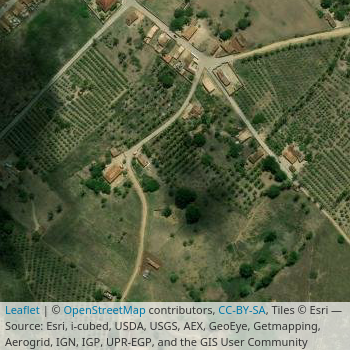 Leaflet | © OpenStreetMap contributors, CC-BY-SA, Tiles © Esri —
Source: Esri, i-cubed, USDA, USGS, AEX, GeoEye, Getmapping,
Aerogrid, IGN, IGP, UPR-EGP, and the GIS User Community